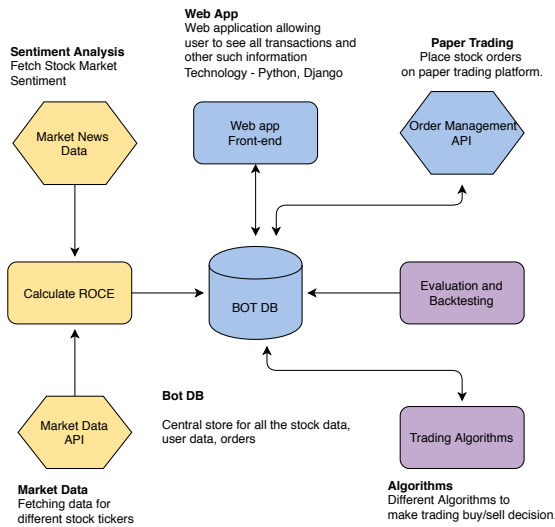 Web App
Web application allowing
user to see all transactions and
other such information
Technology - Python, Django
Sentiment Analysis
Fetch Stock Market
Sentiment
Paper Trading
Place stock orders
on paper trading platform.
Market News
Data
Web app
Front-end
Order Management
API
Calculate ROCE
BOT DB
Evaluation and
Backtesting
Bot DB
Central store for all the stock data,
user data, orders
Market Data
API
Trading Algorithms
Market Data
Fetching data for
different stock tickers
Algorithms
Different Algorithms to
make trading buy/sell decision